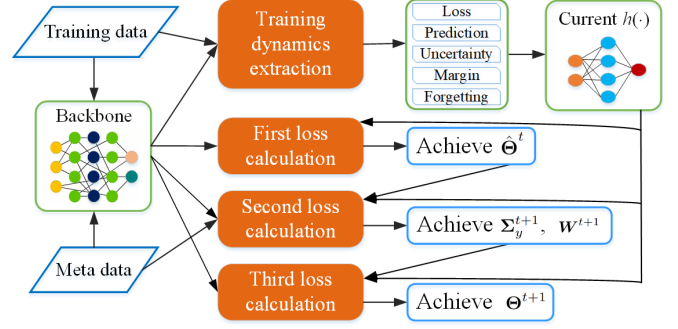 Training data
Training
dynamics
extraction
Loss
Prediction
Uncertainty
Margin
Forgetting
Current h(·)
Backbone
First loss
calculation
Achieve Θ̂^t
Second loss
calculation
Achieve Σ_y^{t+1}, W^{t+1}
Meta data
Third loss
calculation
Achieve Θ^{t+1}